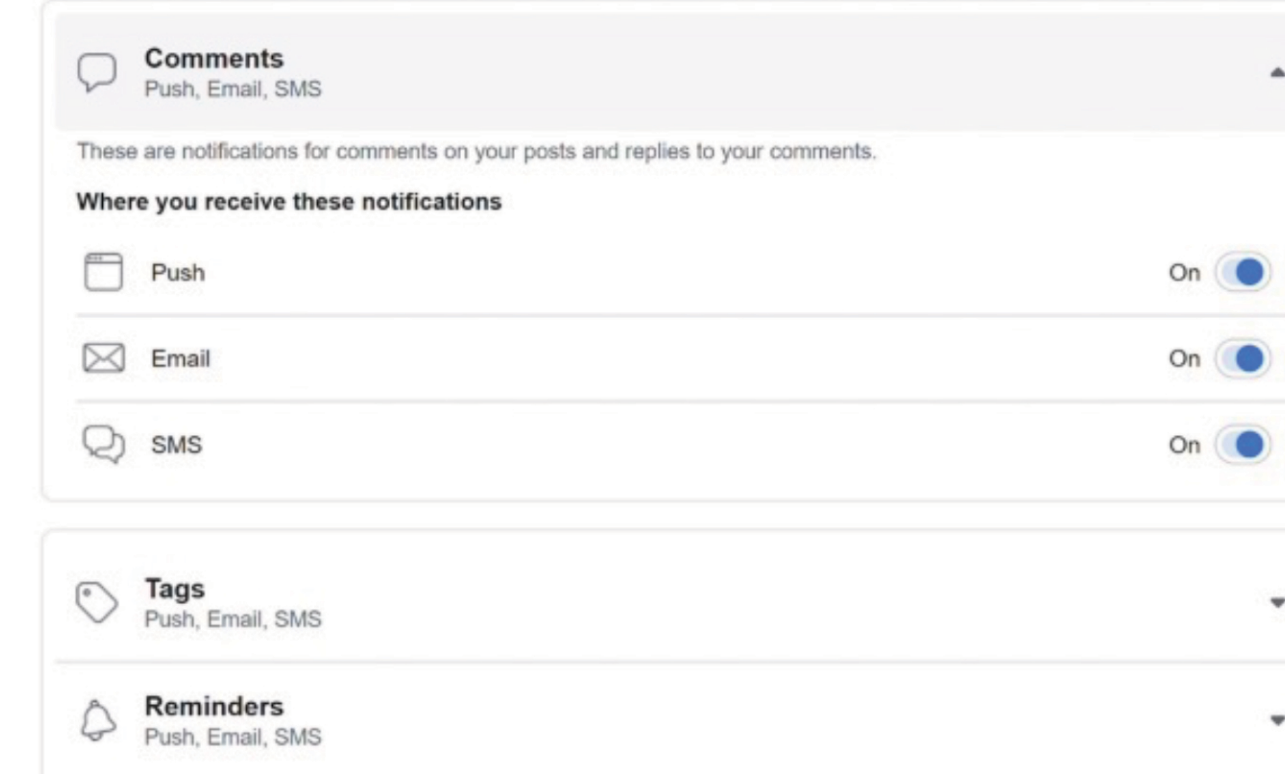 Comments
Push, Email, SMS
These are notifications for comments on your posts and replies to your comments.
Where you receive these notifications
Push On
Email On
SMS On
Tags
Push, Email, SMS
Reminders
Push, Email, SMS